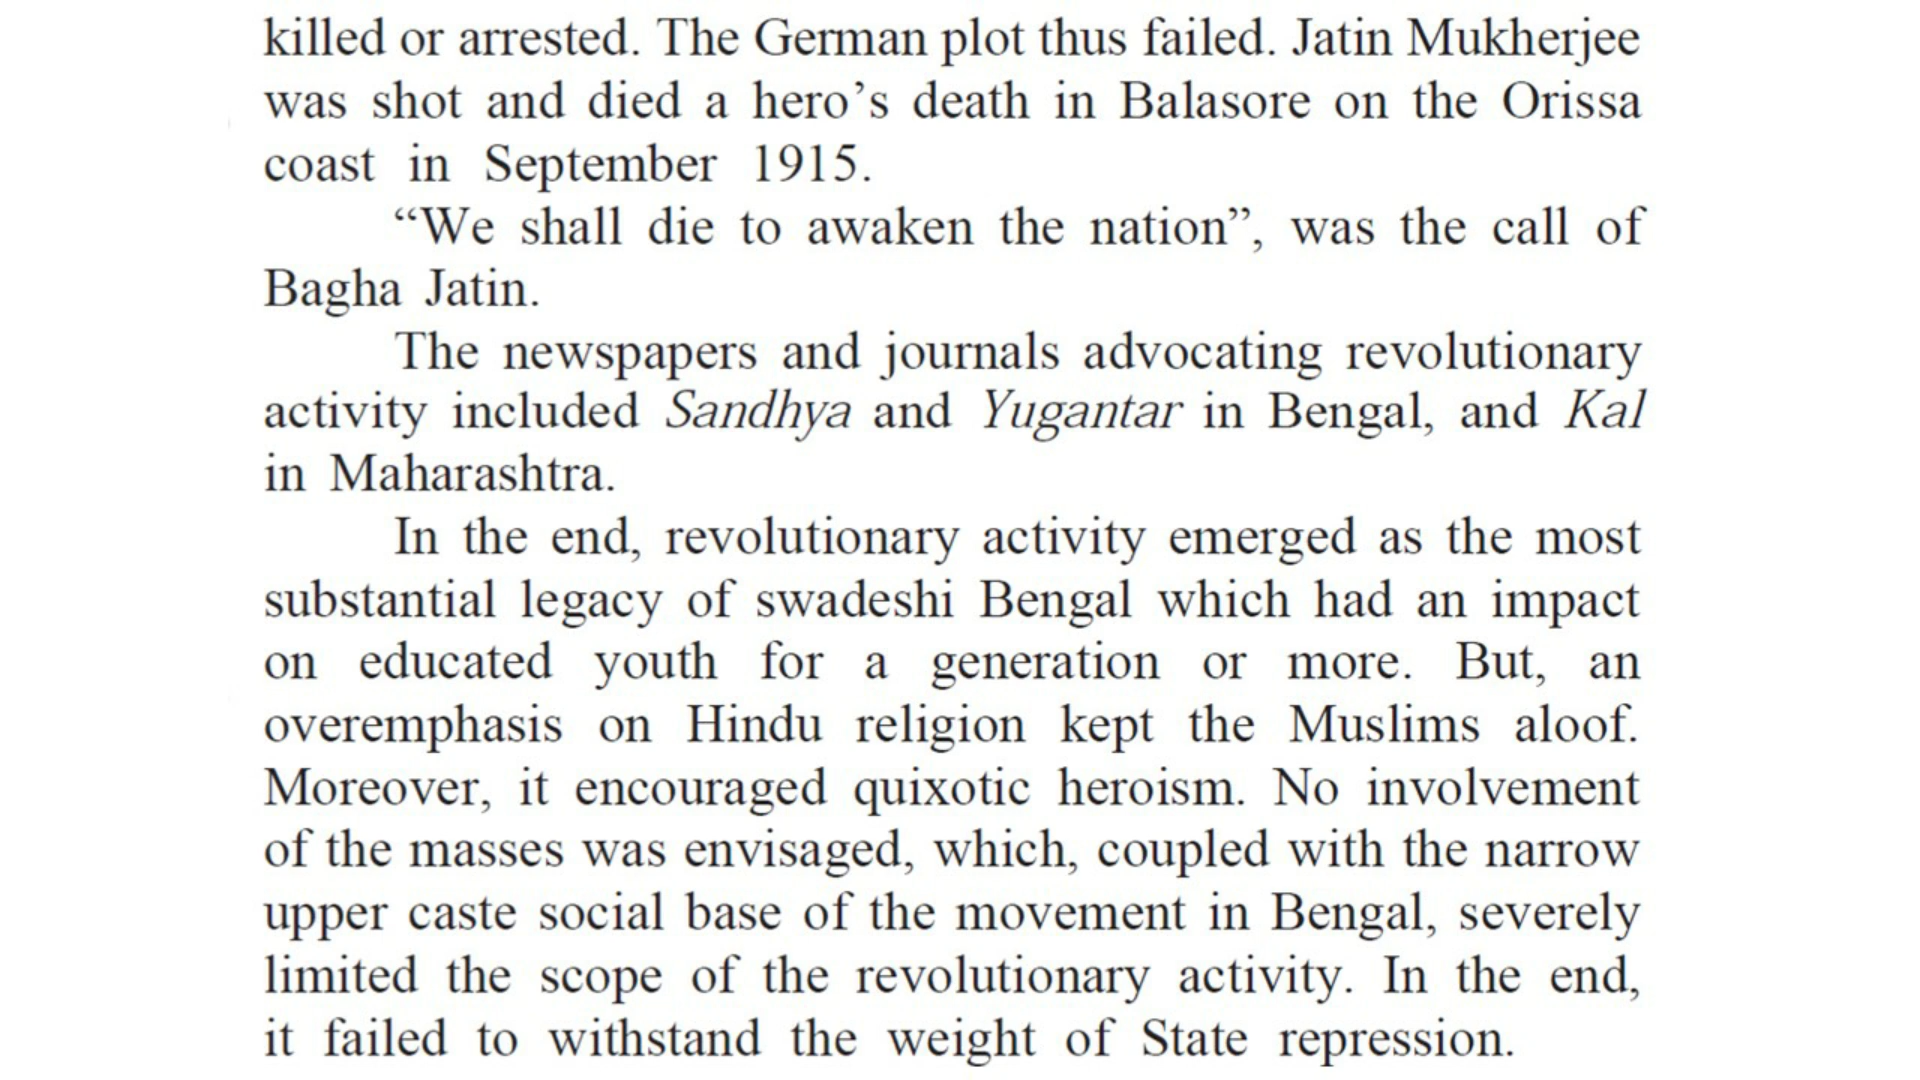 killed or arrested. The German plot thus failed. Jatin Mukherjee
was shot and died a hero’s death in Balasore on the Orissa
coast in September 1915.
“We shall die to awaken the nation”, was the call of
Bagha Jatin.
The newspapers and journals advocating revolutionary
activity included Sandhya and Yugantar in Bengal, and Kal
in Maharashtra.
In the end, revolutionary activity emerged as the most
substantial legacy of swadeshi Bengal which had an impact
on educated youth for a generation or more. But, an
overemphasis on Hindu religion kept the Muslims aloof.
Moreover, it encouraged quixotic heroism. No involvement
of the masses was envisaged, which, coupled with the narrow
upper caste social base of the movement in Bengal, severely
limited the scope of the revolutionary activity. In the end,
it failed to withstand the weight of State repression.